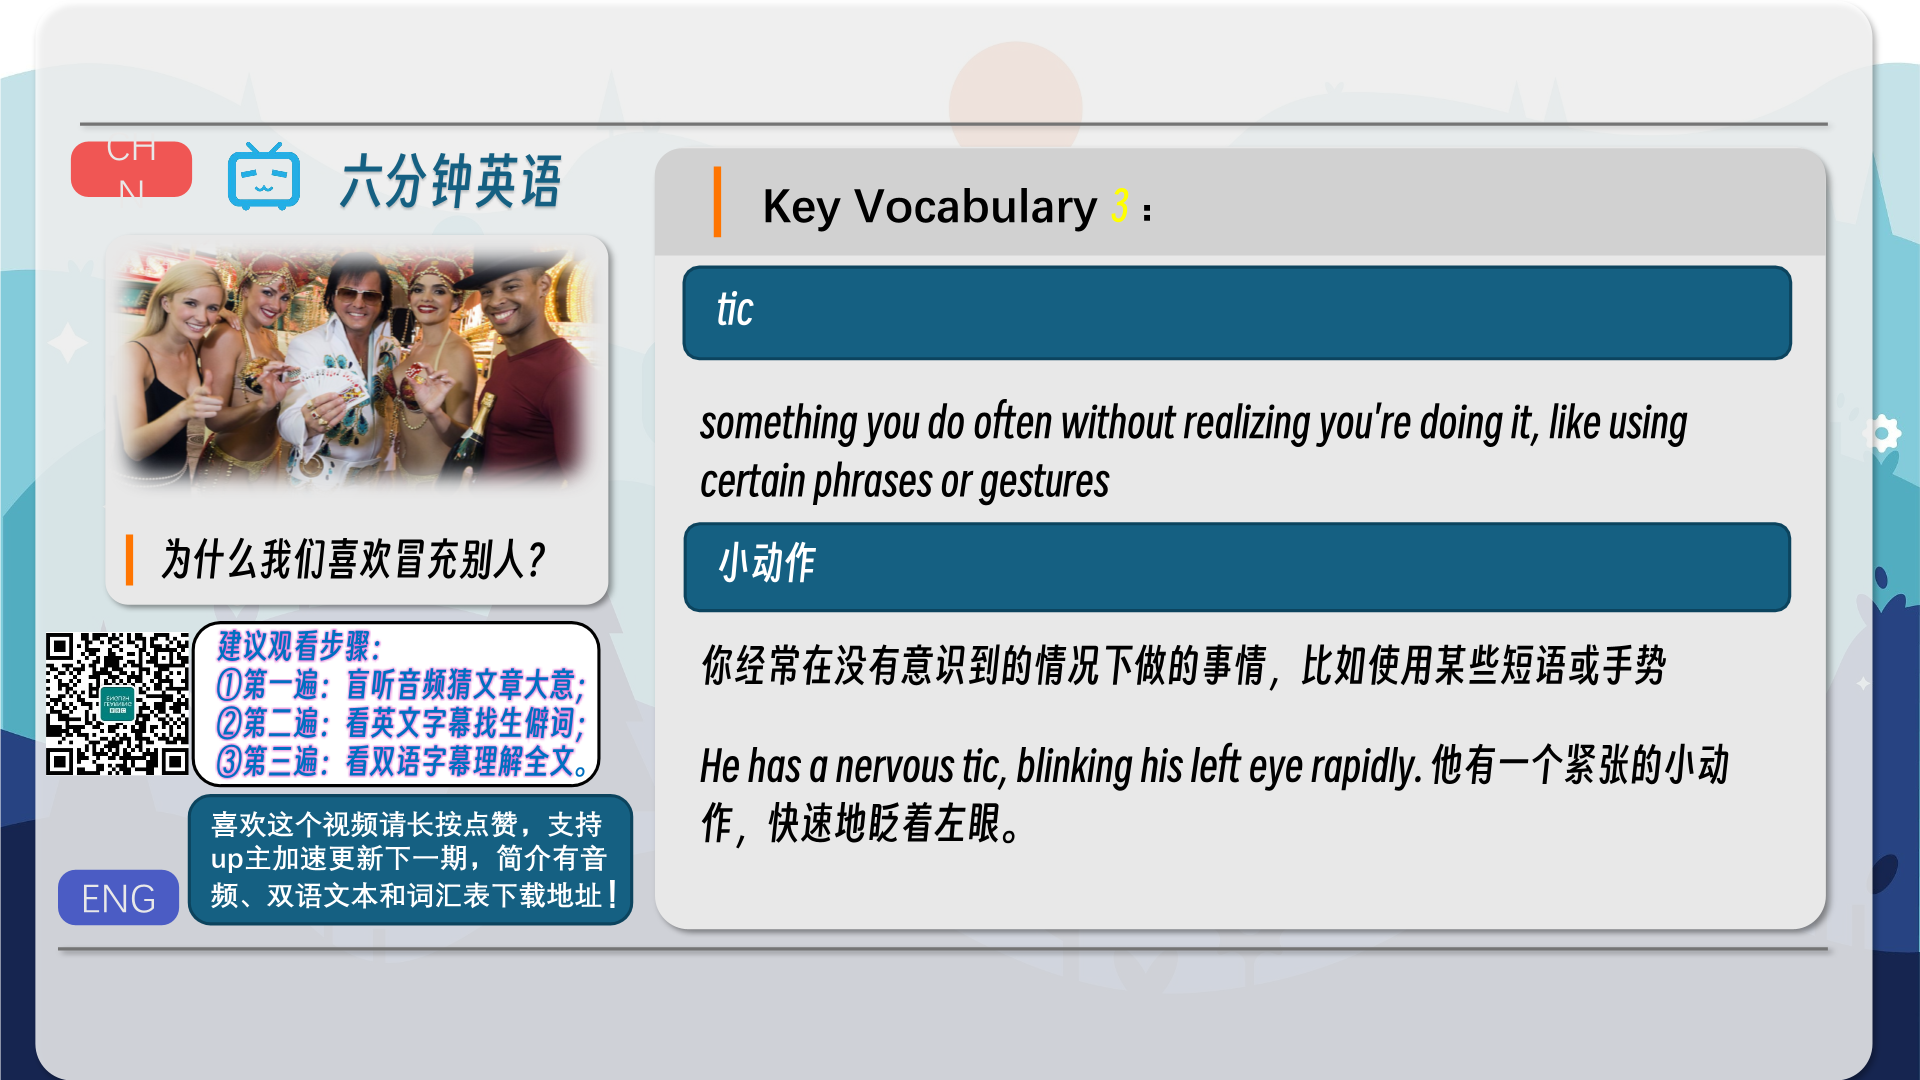 CH
N
六分钟英语
为什么我们喜欢冒充别人?
建议观看步骤:
①第一遍：盲听音频猜文章大意;
②第二遍：看英文字幕找生僻词;
③第三遍：看双语字幕理解全文。
喜欢这个视频请长按点赞，支持
up主加速更新下一期，简介有音
频、双语文本和词汇表下载地址!
ENG
Key Vocabulary 3：
tic
something you do often without realizing you're doing it, like using
certain phrases or gestures
小动作
你经常在没有意识到的情况下做的事情，比如使用某些短语或手势
He has a nervous tic, blinking his left eye rapidly. 他有一个紧张的小动
作，快速地眨着左眼。